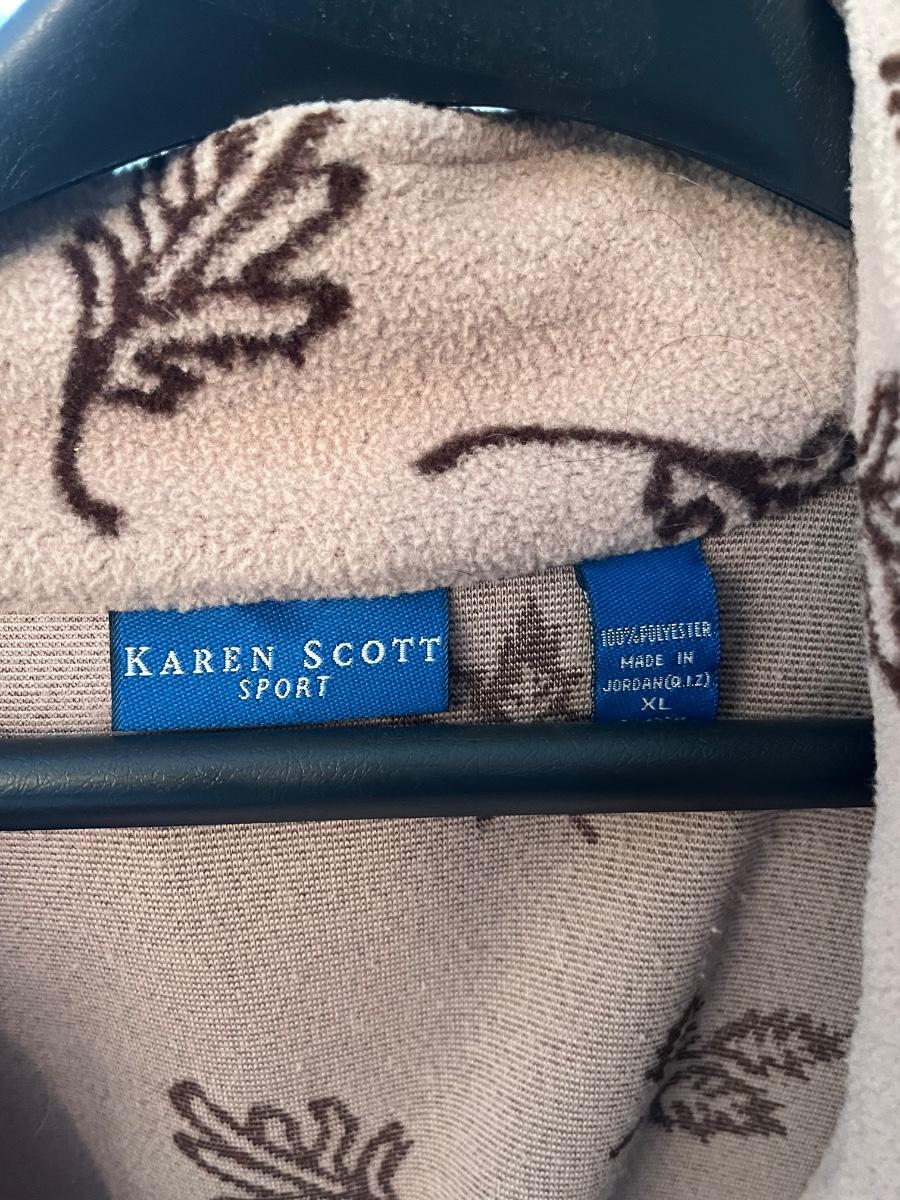 KAREN SCOTT
SPORT
100% POLYESTER
MADE IN
JORDAN(Q.I.Z)
XL